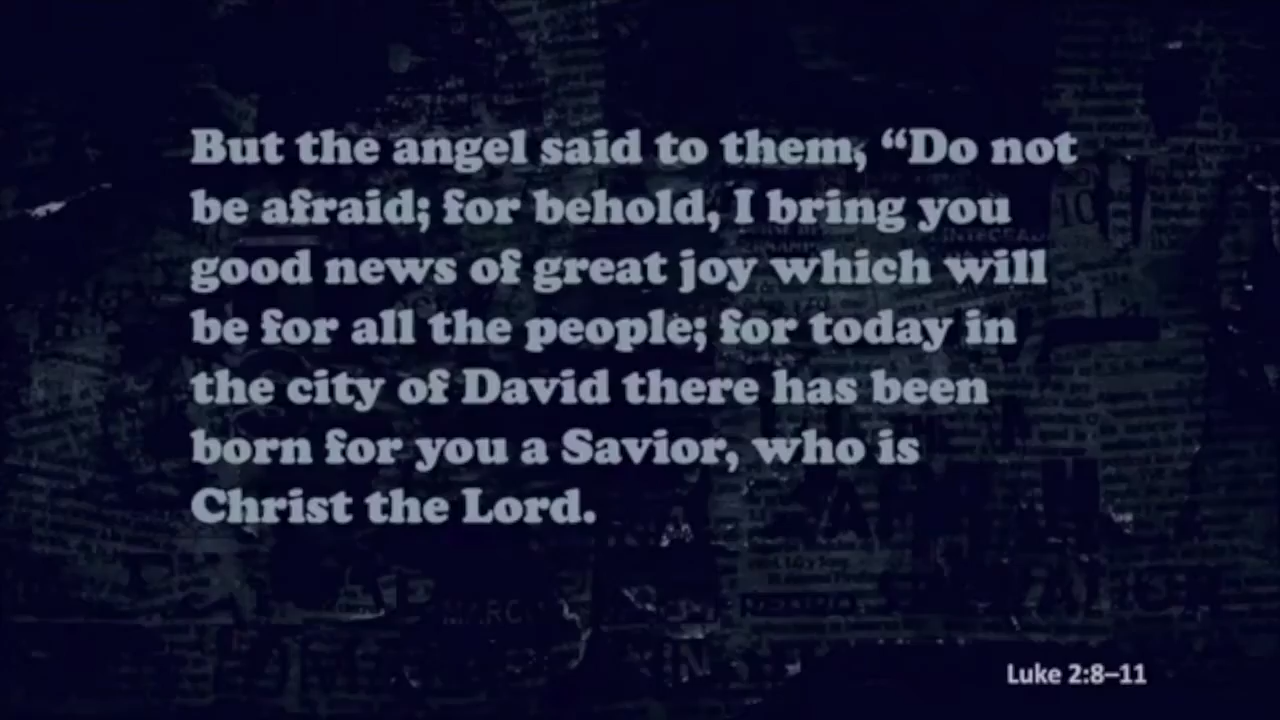 But the angel said to them, “Do not
be afraid; for behold, I bring you
good news of great joy which will
be for all the people; for today in
the city of David there has been
born for you a Savior, who is
Christ the Lord.
Luke 2:8–11